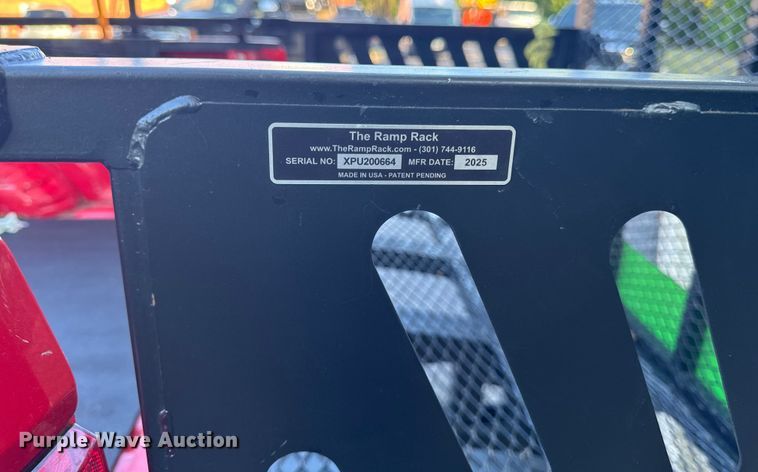 The Ramp Rack
www.TheRampRack.com - (301) 744-9116
SERIAL NO: XPU200664 MFR DATE: 2025
MADE IN USA - PATENT PENDING
Purple Wave Auction